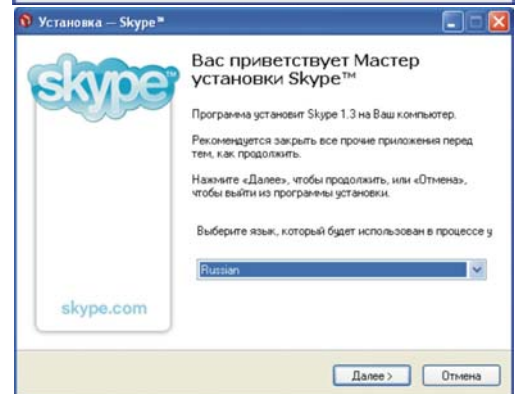 Установка — Skype™
skype™
Вас приветствует Мастер
установки Skype™
Программа установит Skype 1.3 на Ваш компьютер.
Рекомендуется закрыть все прочие приложения перед
тем, как продолжить.
Нажмите «Далее», чтобы продолжить, или «Отмена»,
чтобы выйти из программы установки.
Выберите язык, который будет использован в процессе у
Russian
skype.com
Далее >
Отмена